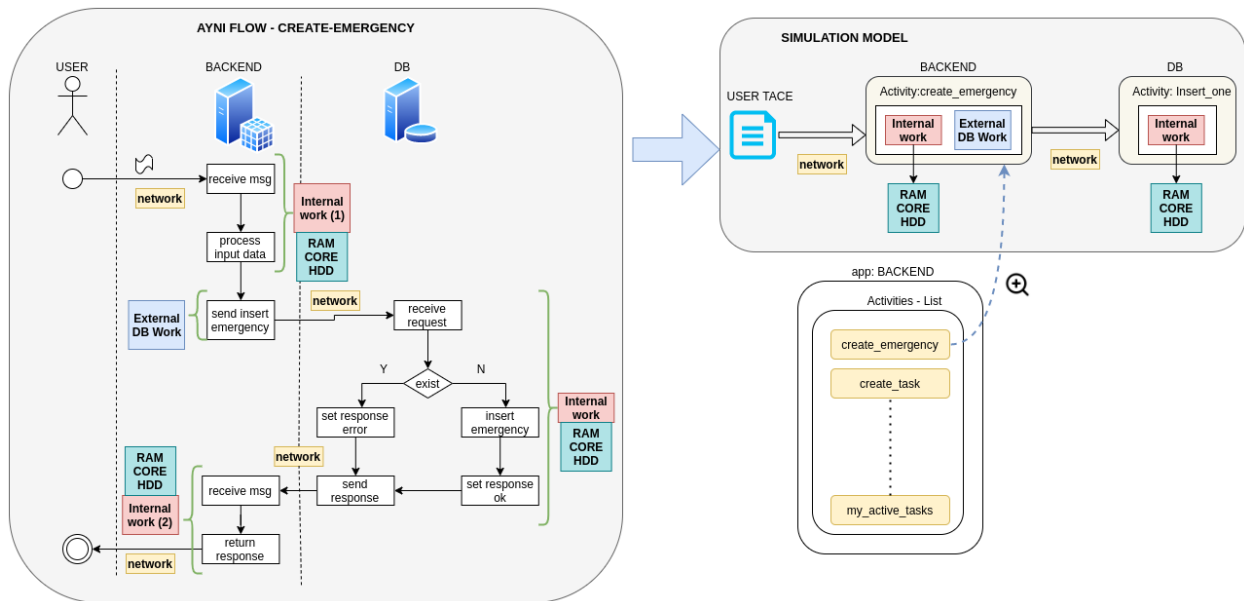 AYNI FLOW - CREATE-EMERGENCY
USER
BACKEND
DB
network
receive msg
Internal
work (1)
RAM
CORE
HDD
process
input data
External
DB Work
send insert
emergency
network
receive
request
Y
exist
N
set response
error
insert
emergency
Internal
work
RAM
CORE
HDD
network
RAM
CORE
HDD
Internal
work (2)
receive msg
send
response
set response
ok
return
response
network
SIMULATION MODEL
BACKEND
DB
USER TACE
Activity:create_emergency
Activity: Insert_one
Internal
work
External
DB Work
Internal
work
network
network
RAM
CORE
HDD
RAM
CORE
HDD
app: BACKEND
Activities - List
create_emergency
create_task
my_active_tasks